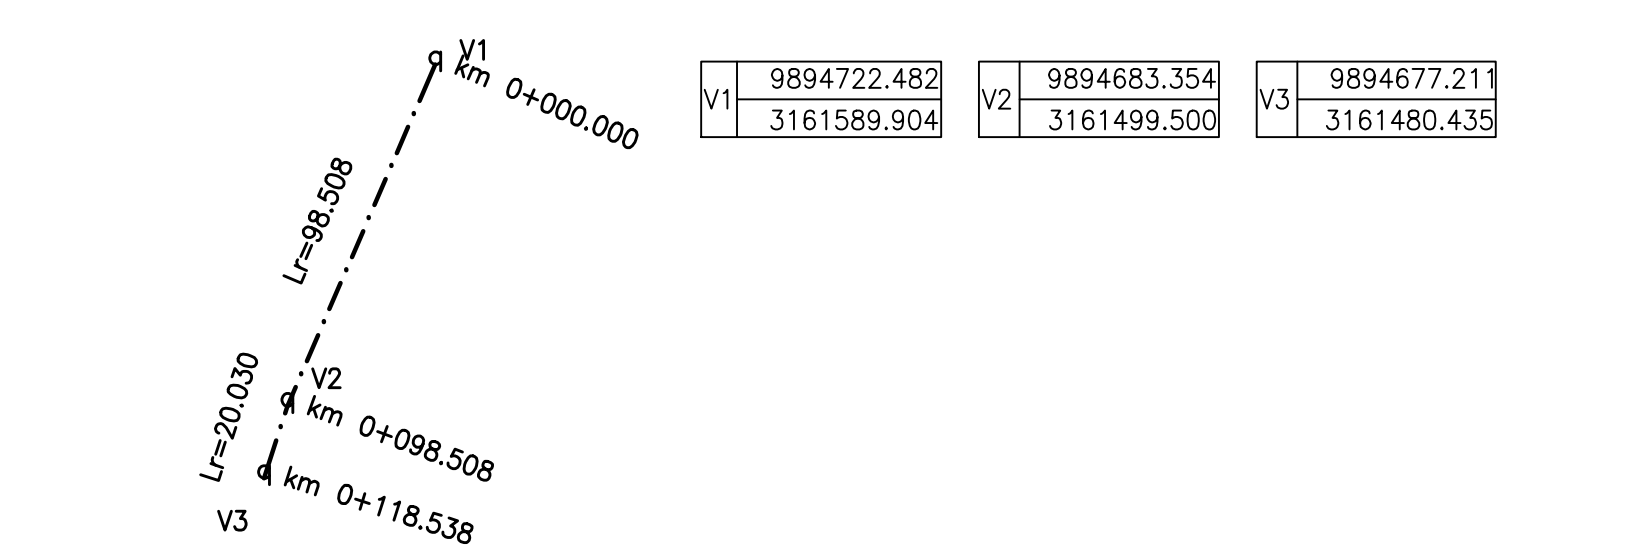 V1
km 0+000.000
Lr=98.508
V2
km 0+098.508
Lr=20.030
km 0+118.538
V3
V1
9894722.482
3161589.904
V2
9894683.354
3161499.500
V3
9894677.211
3161480.435